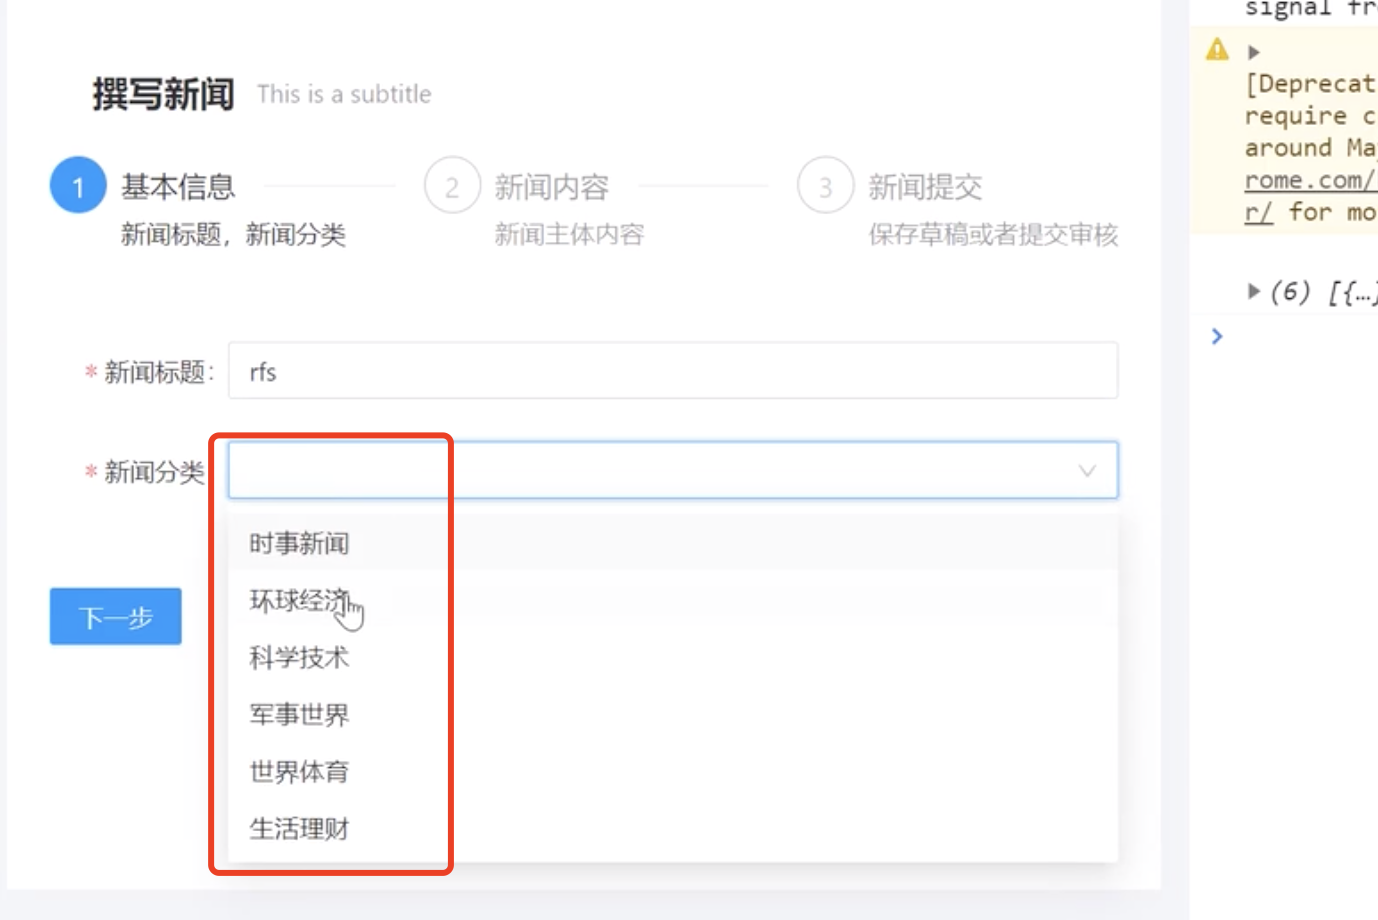 撰写新闻 This is a subtitle
1 基本信息 2 新闻内容 3 新闻提交
新闻标题，新闻分类 新闻主体内容 保存草稿或者提交审核
* 新闻标题: rfs
* 新闻分类
时事新闻
环球经济
科学技术
军事世界
世界体育
生活理财
下一步
signal
[Deprecat
require c
around Ma
rome.com/
r/ for mo
(6) [{…}